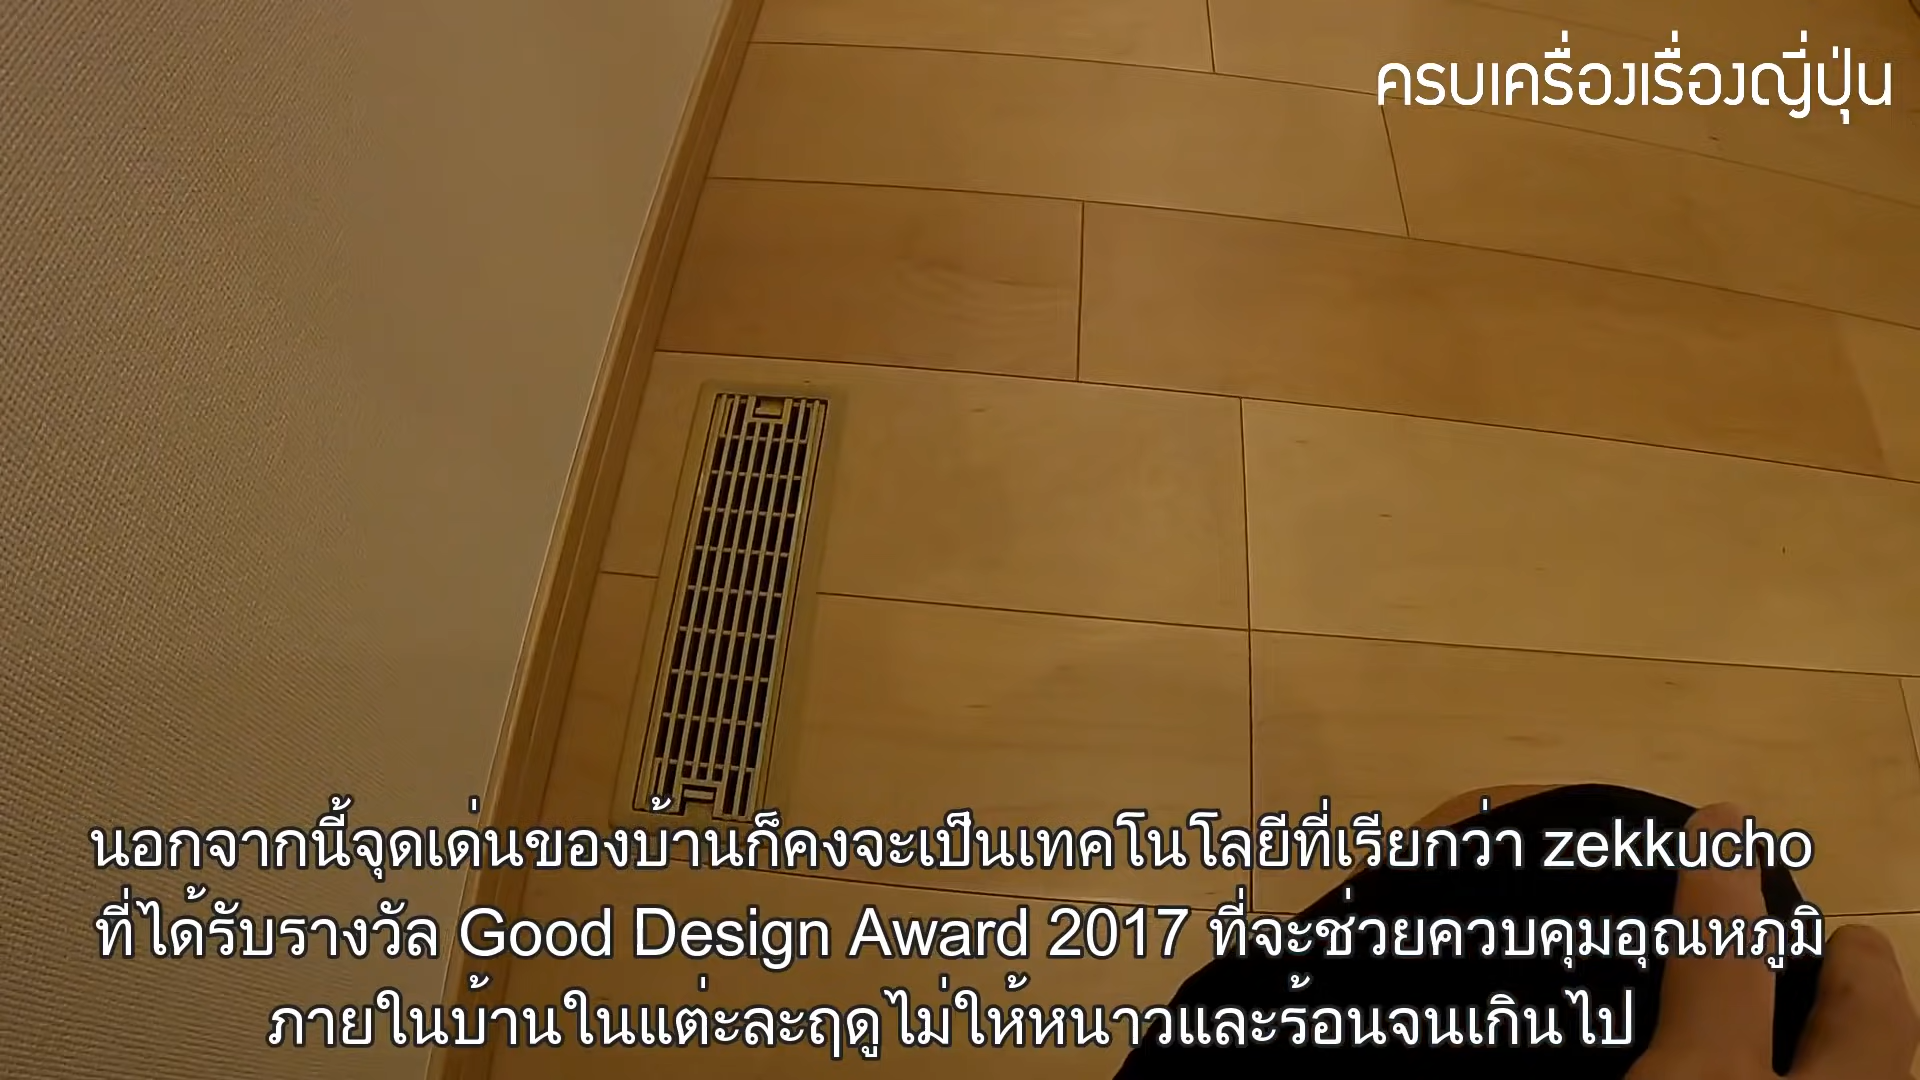 ครบเครื่องเรื่องญี่ปุ่น
นอกจากนี้จุดเด่นของบ้านก็คงจะเป็นเทคโนโลยีที่เรียกว่า zekkucho
ที่ได้รับรางวัล Good Design Award 2017 ที่จะช่วยควบคุมอุณหภูมิ
ภายในบ้านในแต่ะละฤดูไม่ให้หนาวและร้อนจนเกินไป